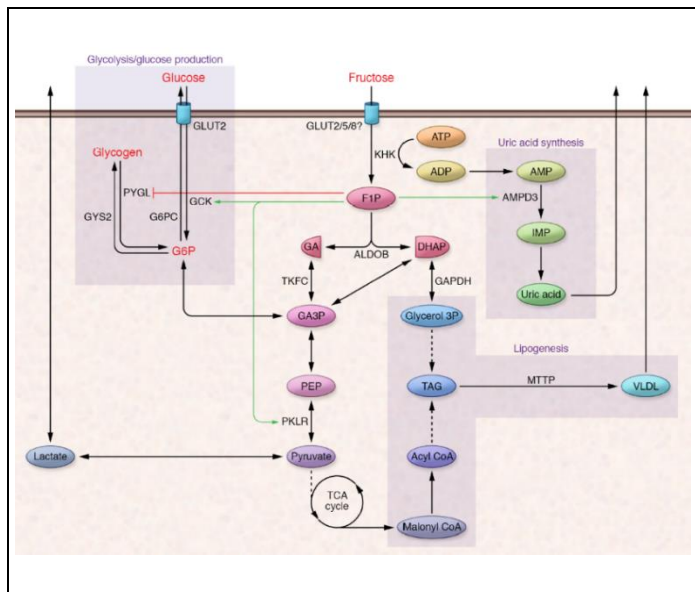 Glycolysis/glucose production
Glucose
Fructose
GLUT2
GLUT2/5/8?
ATP
KHK
ADP
Uric acid synthesis
AMP
AMPD3
IMP
Uric acid
Glycogen
PYGL
GCK
GYS2
G6PC
G6P
F1P
GA
DHAP
ALDOB
TKFC
GAPDH
GA3P
Glycerol 3P
Lipogenesis
PEP
TAG
MTTP
VLDL
PKLR
Lactate
Pyruvate
Acyl CoA
TCA
cycle
Malonyl CoA